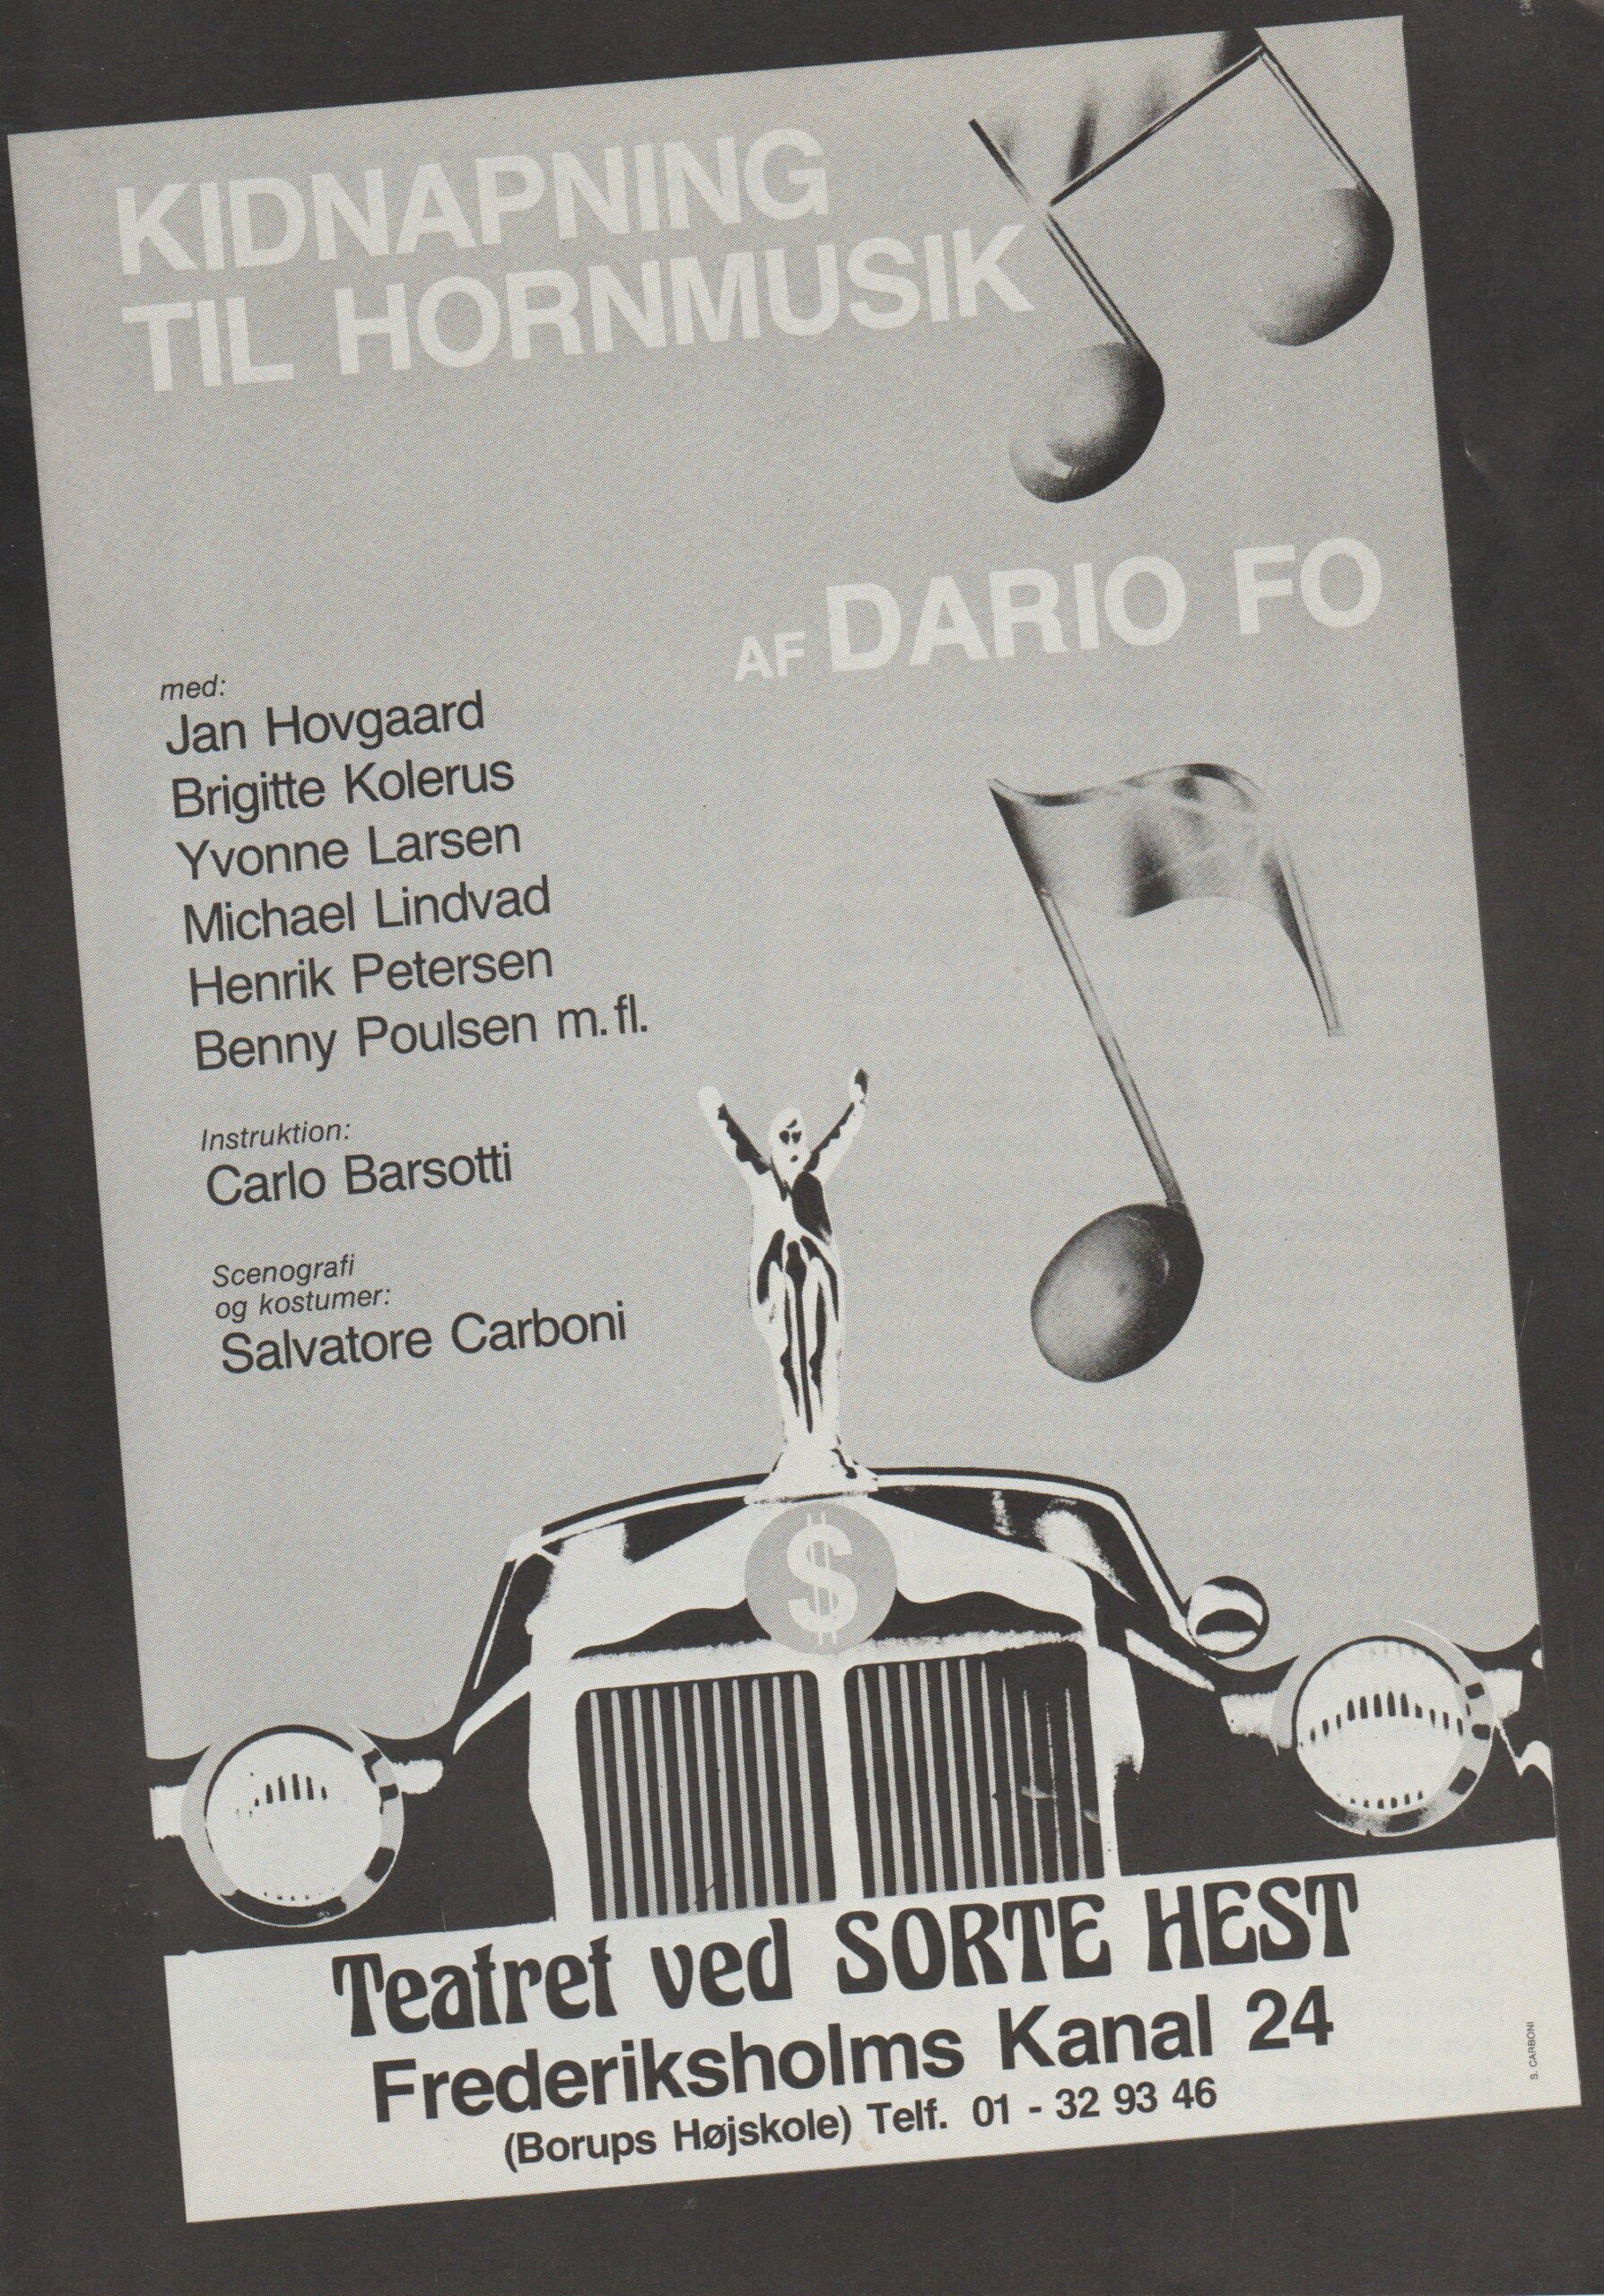 KIDNAPNING
TIL HORNMUSIK
AF DARIO FO
med:
Jan Hovgaard
Brigitte Kolerus
Yvonne Larsen
Michael Lindvad
Henrik Petersen
Benny Poulsen m. fl.
Instruktion:
Carlo Barsotti
Scenografi
og kostumer:
Salvatore Carboni
$
Teatret ved SORTE HEST
Frederiksholms Kanal 24
(Borups Højskole) Telf. 01 - 32 93 46
S. CARBONI